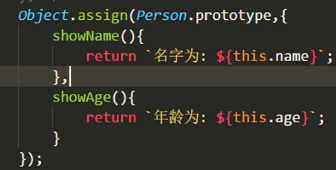 Object.assign(Person.prototype,{
showName(){
return `名字为: ${this.name}`;
},
showAge(){
return `年龄为: ${this.age}`;
}
});